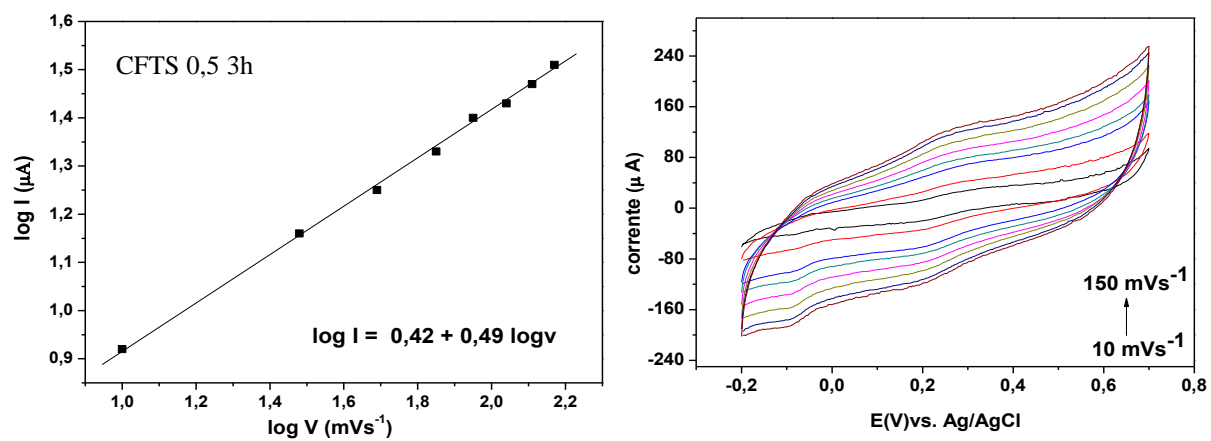 1,6
1,5
1,4
1,3
1,2
1,1
1,0
0,9
log I (μA)
CFTS 0,5 3h
log I = 0,42 + 0,49 logv
1,0 1,2 1,4 1,6 1,8 2,0 2,2
log V (mVs⁻¹)
240
160
80
0
-80
-160
-240
corrente (μ A)
150 mVs⁻¹
10 mVs⁻¹
-0,2 0,0 0,2 0,4 0,6 0,8
E(V)vs. Ag/AgCl